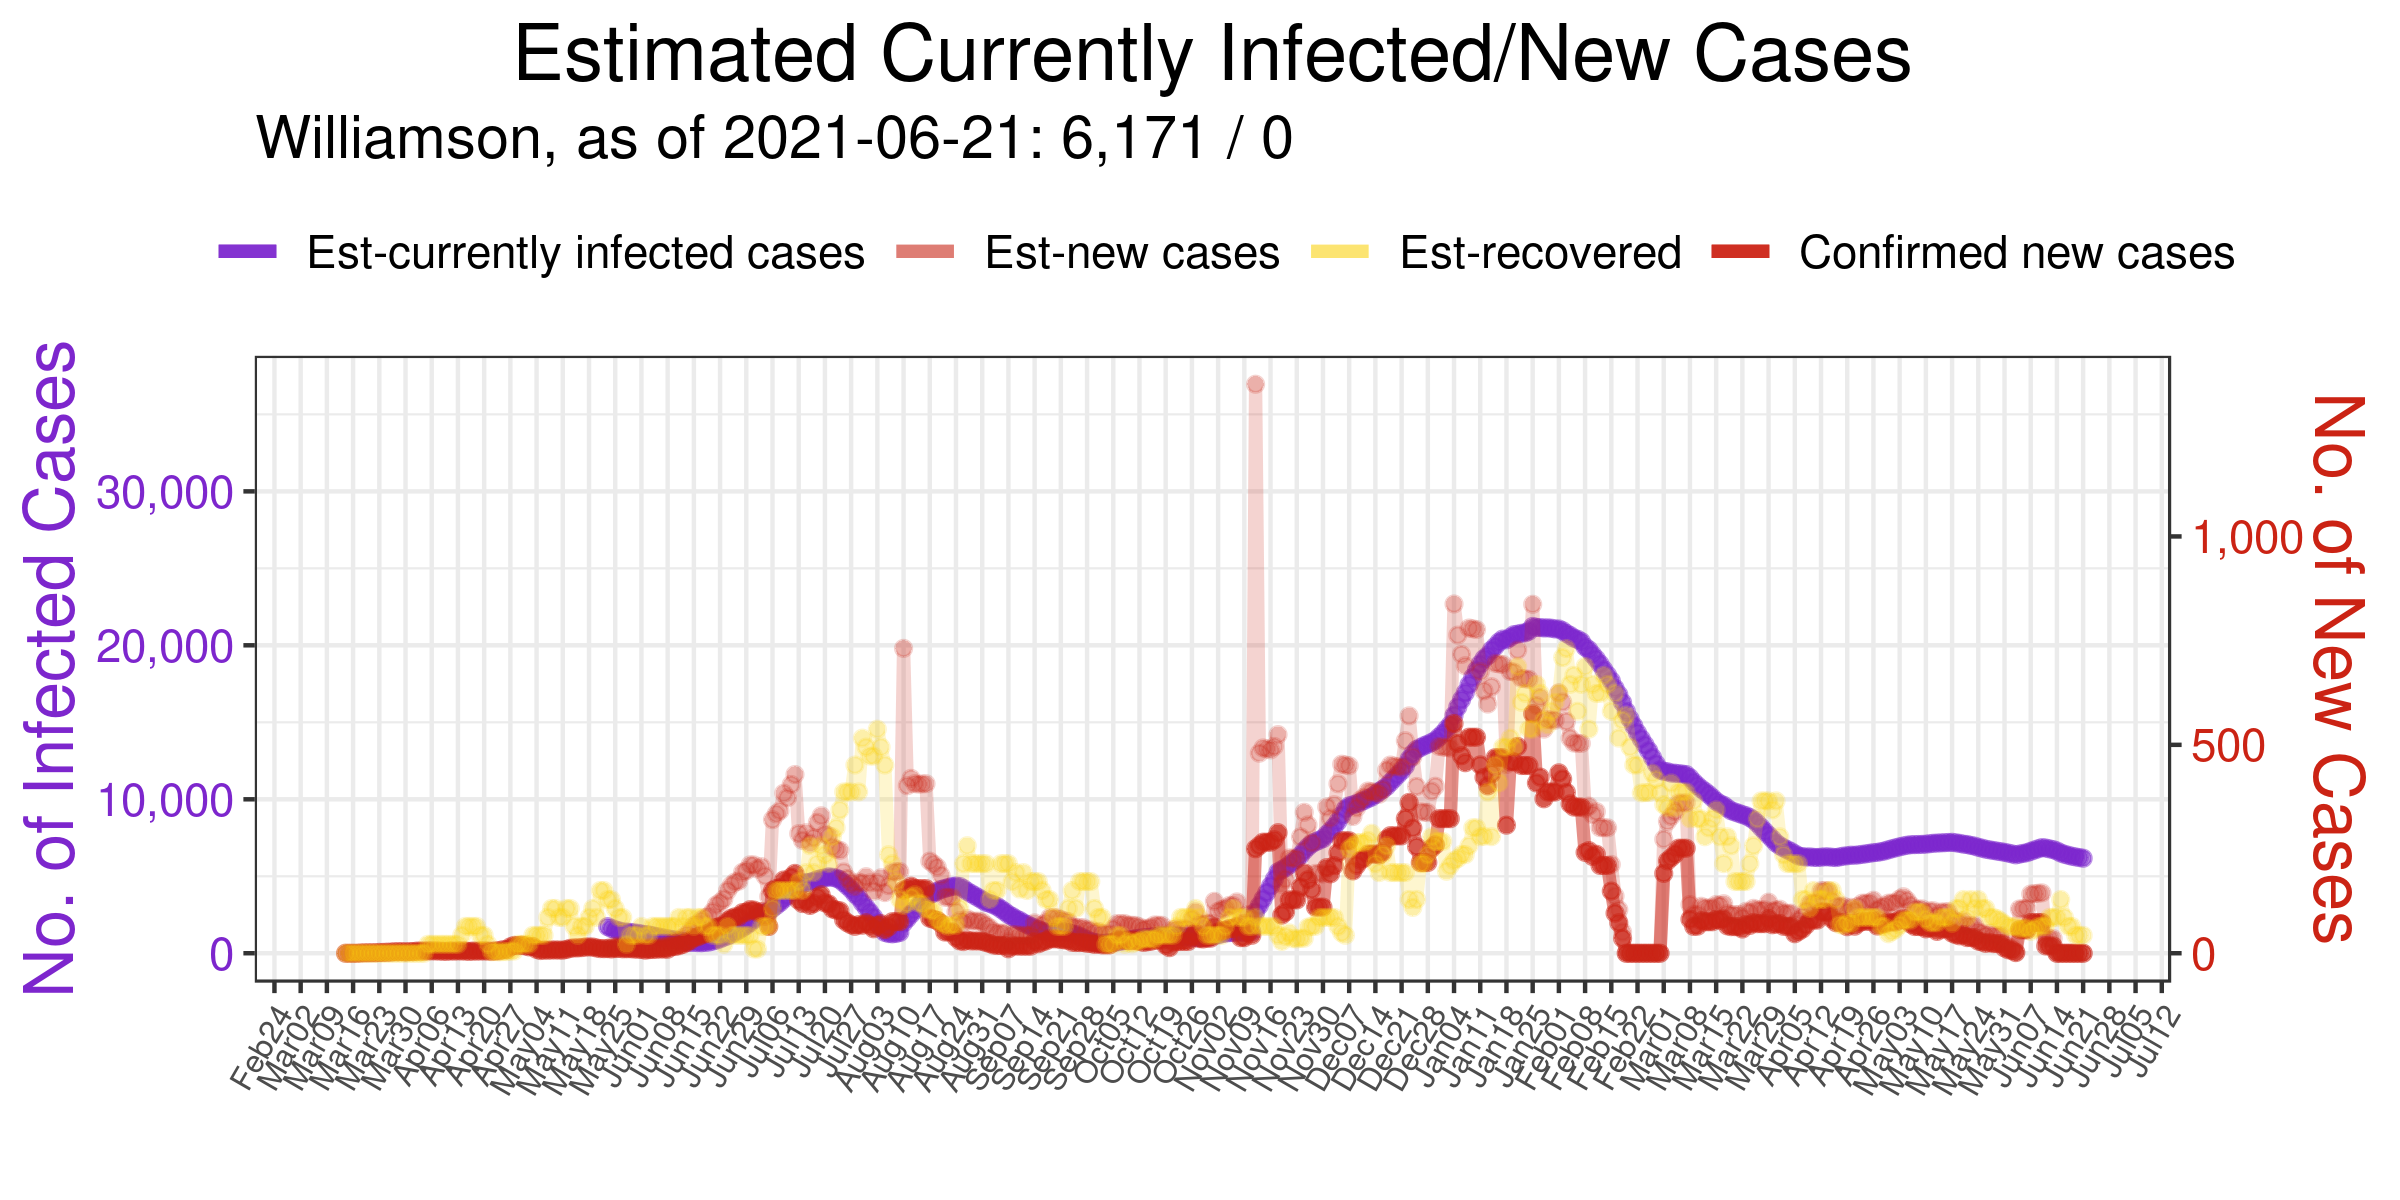 Estimated Currently Infected/New Cases
Williamson, as of 2021-06-21: 6,171 / 0
Est-currently infected cases Est-new cases Est-recovered Confirmed new cases
No. of Infected Cases
30,000
20,000
10,000
0
1,000
500
0
No. of New Cases
Feb24
Mar02
Mar09
Mar16
Mar23
Mar30
Apr06
Apr13
Apr20
Apr27
May04
May11
May18
May25
Jun01
Jun08
Jun15
Jun22
Jun29
Jul06
Jul13
Jul20
Jul27
Aug03
Aug10
Aug17
Aug24
Aug31
Sep07
Sep14
Sep21
Sep28
Oct05
Oct12
Oct19
Oct26
Nov02
Nov09
Nov16
Nov23
Nov30
Dec07
Dec14
Dec21
Dec28
Jan04
Jan11
Jan18
Jan25
Feb01
Feb08
Feb15
Feb22
Mar01
Mar08
Mar15
Mar22
Mar29
Apr05
Apr12
Apr19
Apr26
May03
May10
May17
May24
May31
Jun07
Jun14
Jun21
Jun28
Jul05
Jul12